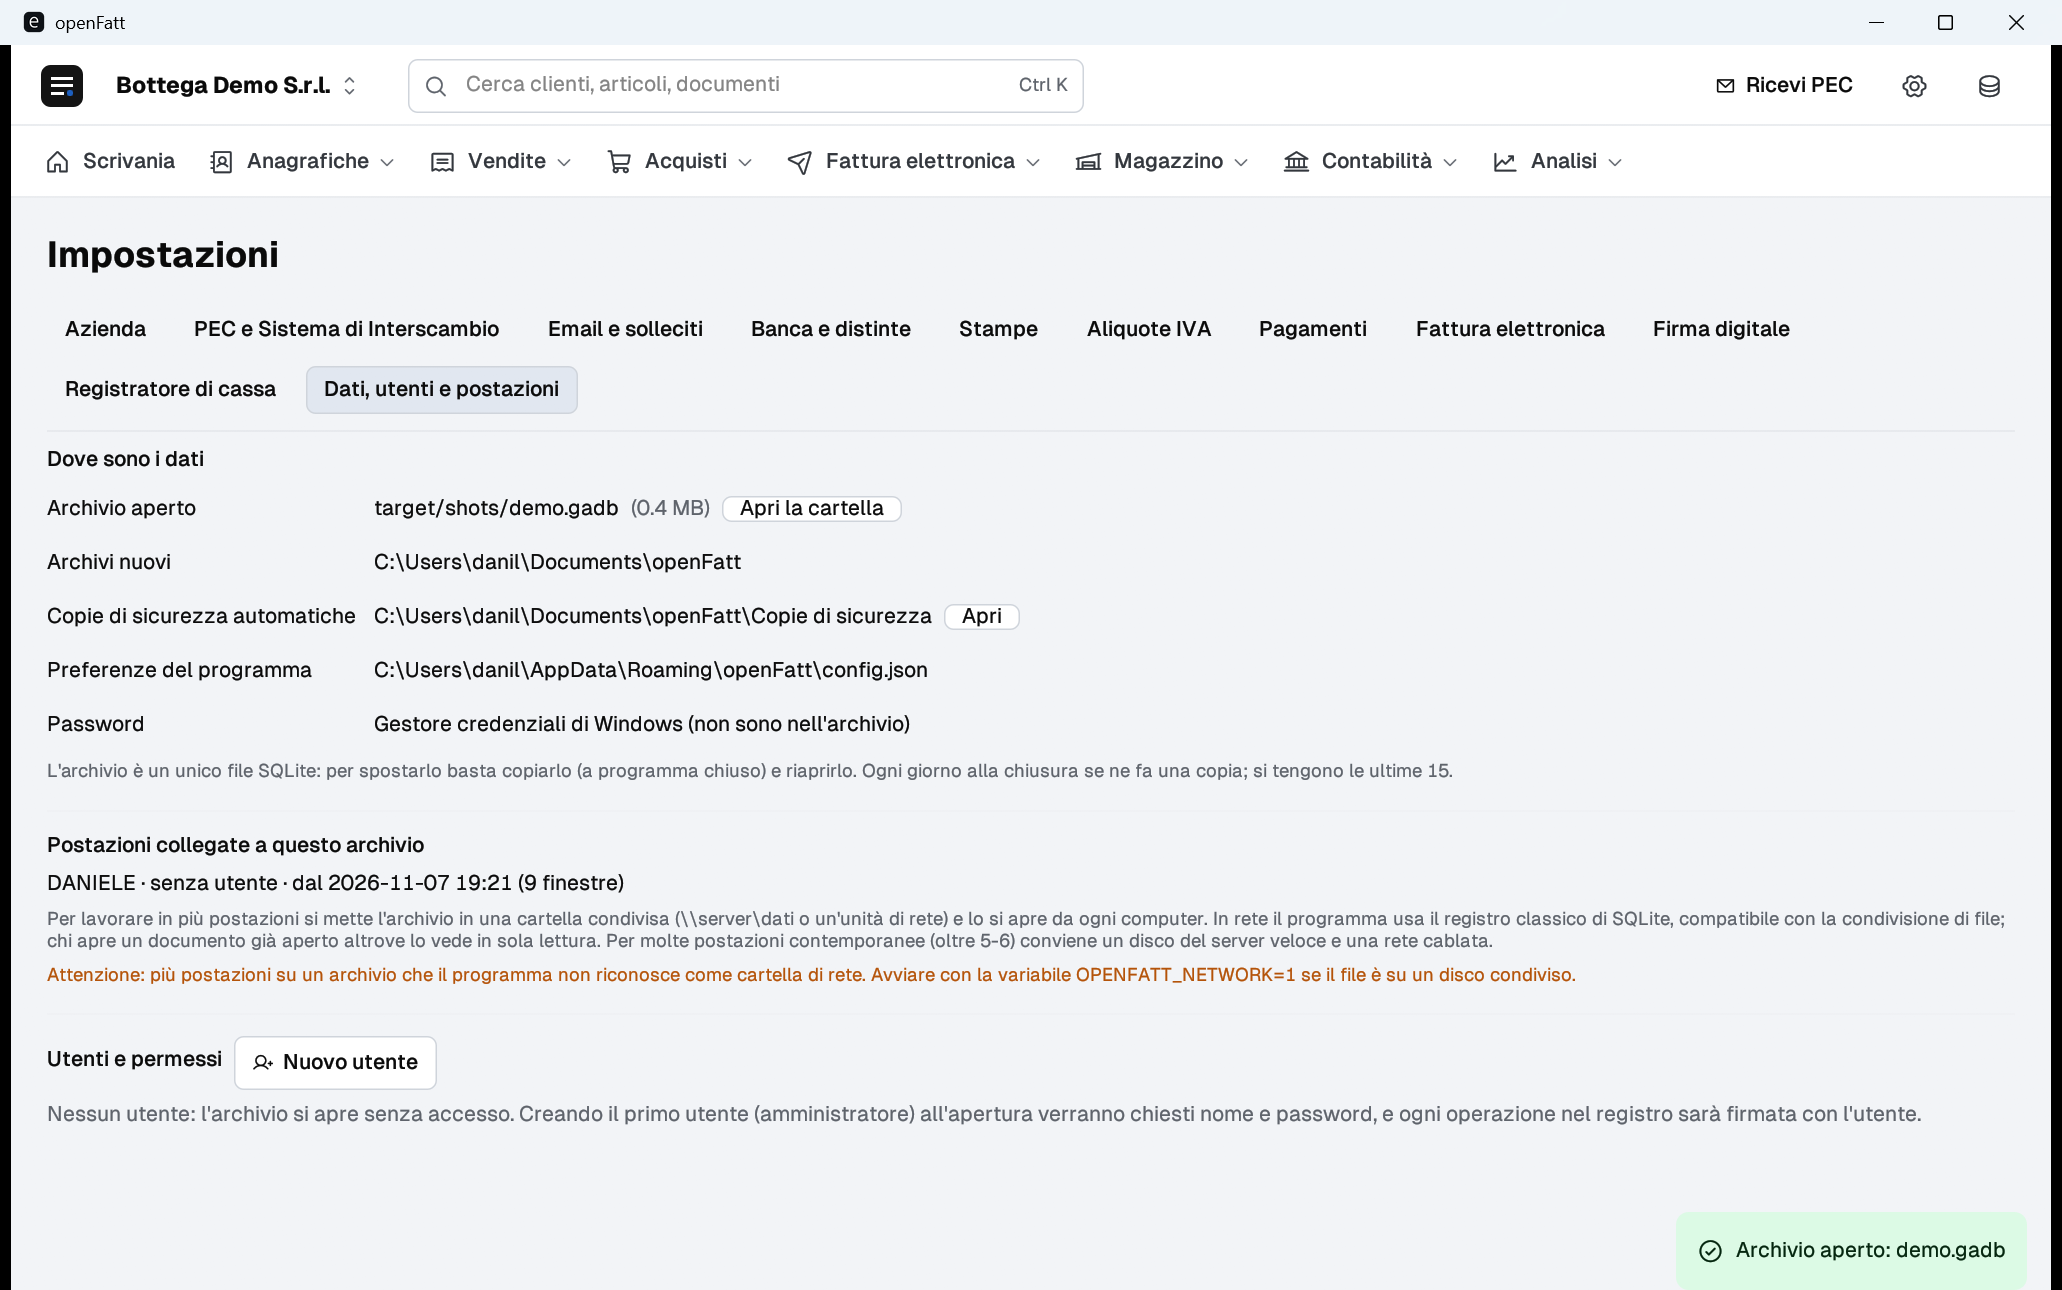 openFatt
Bottega Demo S.r.l.
Cerca clienti, articoli, documenti
Ctrl K
Ricevi PEC
Scrivania
Anagrafiche
Vendite
Acquisti
Fattura elettronica
Magazzino
Contabilità
Analisi
Impostazioni
Azienda
PEC e Sistema di Interscambio
Email e solleciti
Banca e distinte
Stampe
Aliquote IVA
Pagamenti
Fattura elettronica
Firma digitale
Registratore di cassa
Dati, utenti e postazioni
Dove sono i dati
Archivio aperto target/shots/demo.gadb (0.4 MB) Apri la cartella
Archivi nuovi C:\Users\danil\Documents\openFatt
Copie di sicurezza automatiche C:\Users\danil\Documents\openFatt\Copie di sicurezza Apri
Preferenze del programma C:\Users\danil\AppData\Roaming\openFatt\config.json
Password Gestore credenziali di Windows (non sono nell'archivio)
L'archivio è un unico file SQLite: per spostarlo basta copiarlo (a programma chiuso) e riaprirlo. Ogni giorno alla chiusura se ne fa una copia; si tengono le ultime 15.
Postazioni collegate a questo archivio
DANIELE · senza utente · dal 2026-11-07 19:21 (9 finestre)
Per lavorare in più postazioni si mette l'archivio in una cartella condivisa (\\server\dati o un'unità di rete) e lo si apre da ogni computer. In rete il programma usa il registro classico di SQLite, compatibile con la condivisione di file;
chi apre un documento già aperto altrove lo vede in sola lettura. Per molte postazioni contemporanee (oltre 5-6) conviene un disco del server veloce e una rete cablata.
Attenzione: più postazioni su un archivio che il programma non riconosce come cartella di rete. Avviare con la variabile OPENFATT_NETWORK=1 se il file è su un disco condiviso.
Utenti e permessi Nuovo utente
Nessun utente: l'archivio si apre senza accesso. Creando il primo utente (amministratore) all'apertura verranno chiesti nome e password, e ogni operazione nel registro sarà firmata con l'utente.
Archivio aperto: demo.gadb